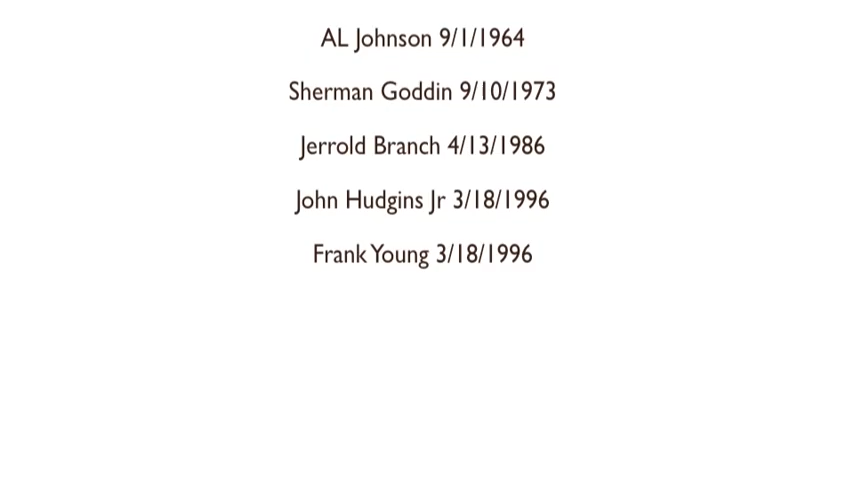 AL Johnson 9/1/1964
Sherman Goddin 9/10/1973
Jerrold Branch 4/13/1986
John Hudgins Jr 3/18/1996
Frank Young 3/18/1996